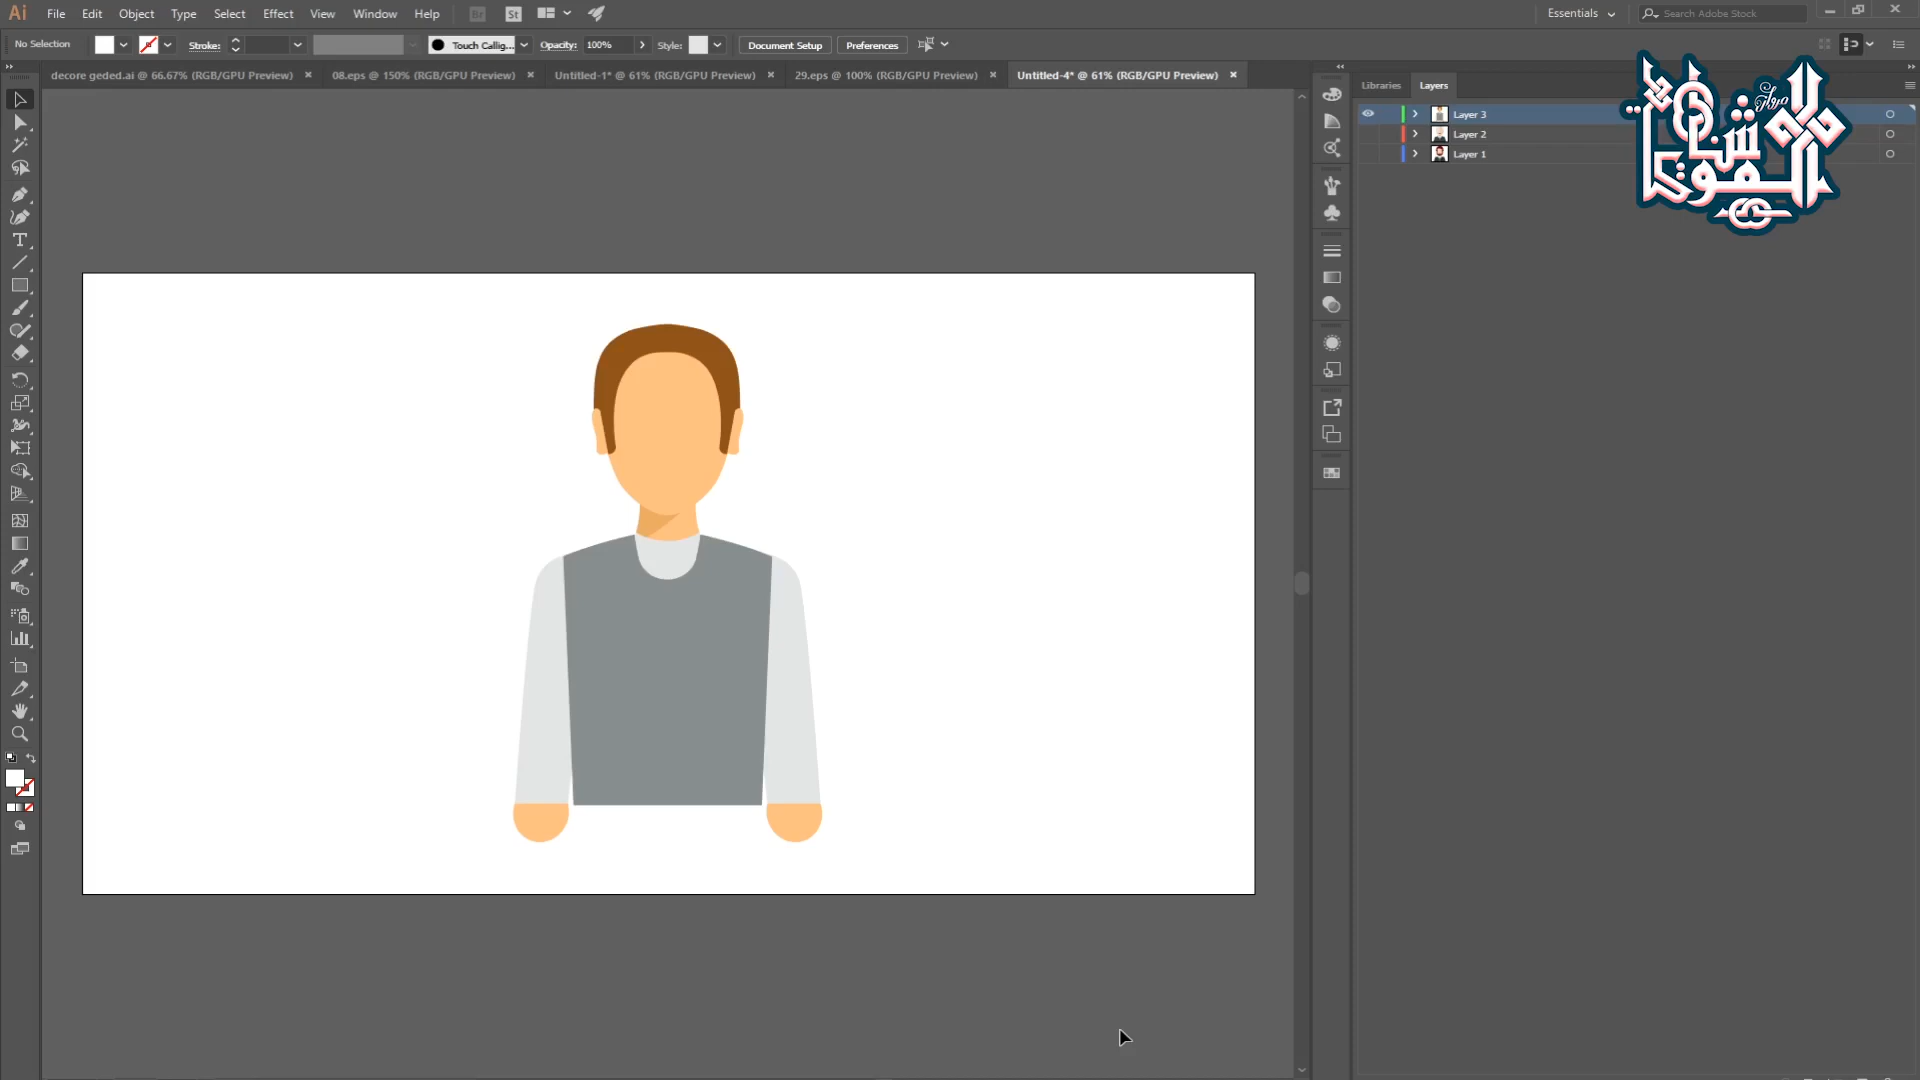 Ai File Edit Object Type Select Effect View Window Help Br St Essentials Search Adobe Stock
No Selection Stroke: Touch Callig... Opacity: 100% Style: Document Setup Preferences
decore geded.ai @ 66.67% (RGB/GPU Preview) 08.eps @ 150% (RGB/GPU Preview) Untitled-1* @ 61% (RGB/GPU Preview) 29.eps @ 100% (RGB/GPU Preview) Untitled-4* @ 61% (RGB/GPU Preview)
Libraries Layers
Layer 3
Layer 2
Layer 1